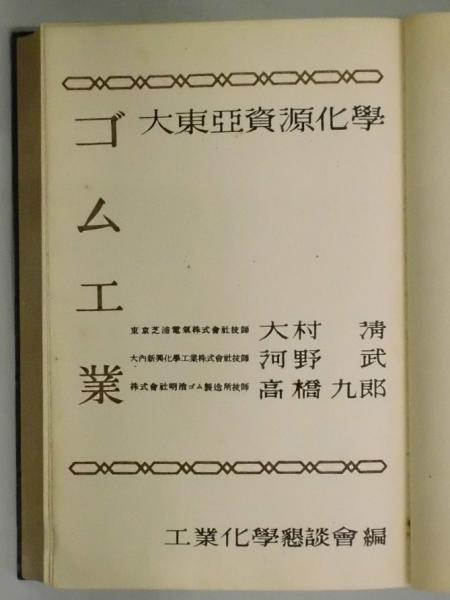 大東亞資源化學
ゴム工業
東京芝浦電氣株式會社技師 大村 淸
大內新興化學工業株式會社技師 河野 武
株式會社明治ゴム製造所技師 高橋九郎
工業化學懇談會編